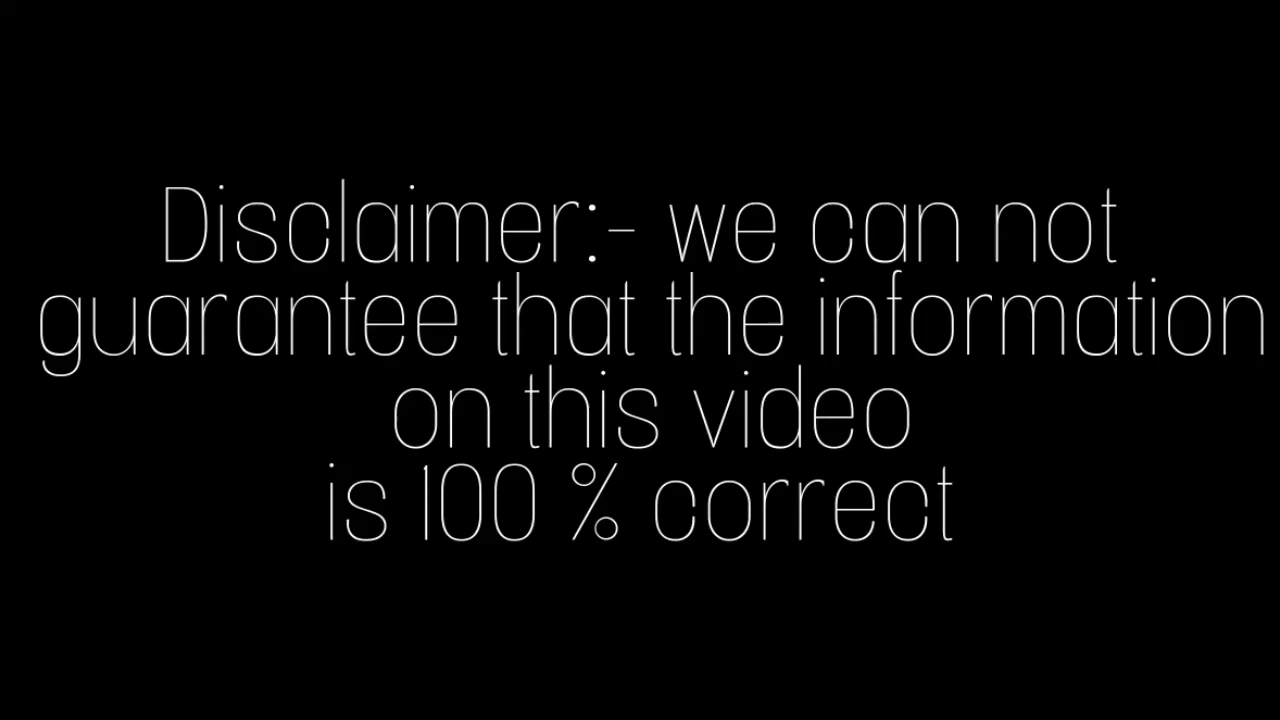 Disclaimer:- we can not
guarantee that the information
on this video
is 100 % correct